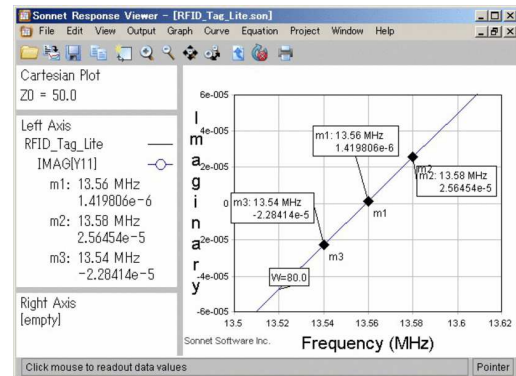 Sonnet Response Viewer - [RFID_Tag_Lite.son]
File Edit View Output Graph Curve Equation Project Window Help
Cartesian Plot
Z0 = 50.0
Left Axis
RFID_Tag_Lite
IMAG[Y11]
m1: 13.56 MHz
1.419806e-6
m2: 13.58 MHz
2.56454e-5
m3: 13.54 MHz
-2.28414e-5
Right Axis
[empty]
Imaginary
6e-005
4e-005
2e-005
0
-2e-005
-4e-005
-6e-005
m1: 13.56 MHz
1.419806e-6
m2
m2: 13.58 MHz
2.56454e-5
m1
m3: 13.54 MHz
-2.28414e-5
m3
W=80.0
13.5 13.52 13.54 13.56 13.58 13.6 13.62
Sonnet Software Inc.
Frequency (MHz)
Click mouse to readout data values
Pointer